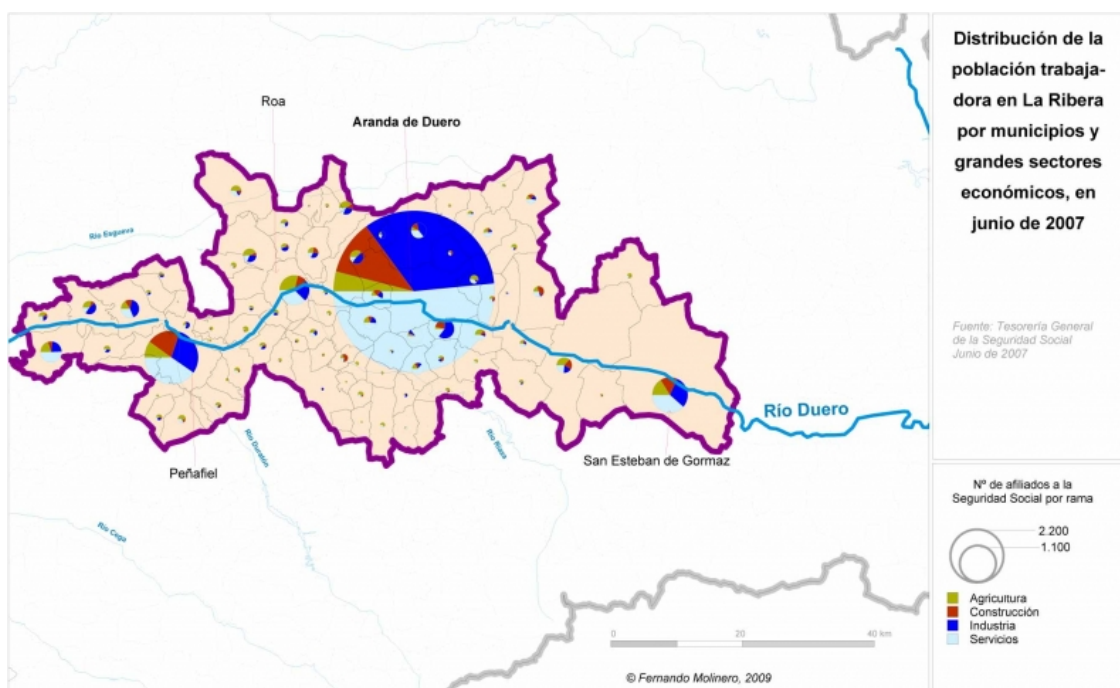 Distribución de la
población trabaja-
dora en La Ribera
por municipios y
grandes sectores
económicos, en
junio de 2007
Fuente: Tesorería General
de la Seguridad Social
Junio de 2007
Roa
Aranda de Duero
Río Esgueva
Río Duero
San Esteban de Gormaz
Peñafiel
Río Duratón
Río Riaza
Río Cega
Nº de afiliados a la
Seguridad Social por rama
2.200
1.100
Agricultura
Construcción
Industria
Servicios
0 20 40 km
© Fernando Molinero, 2009